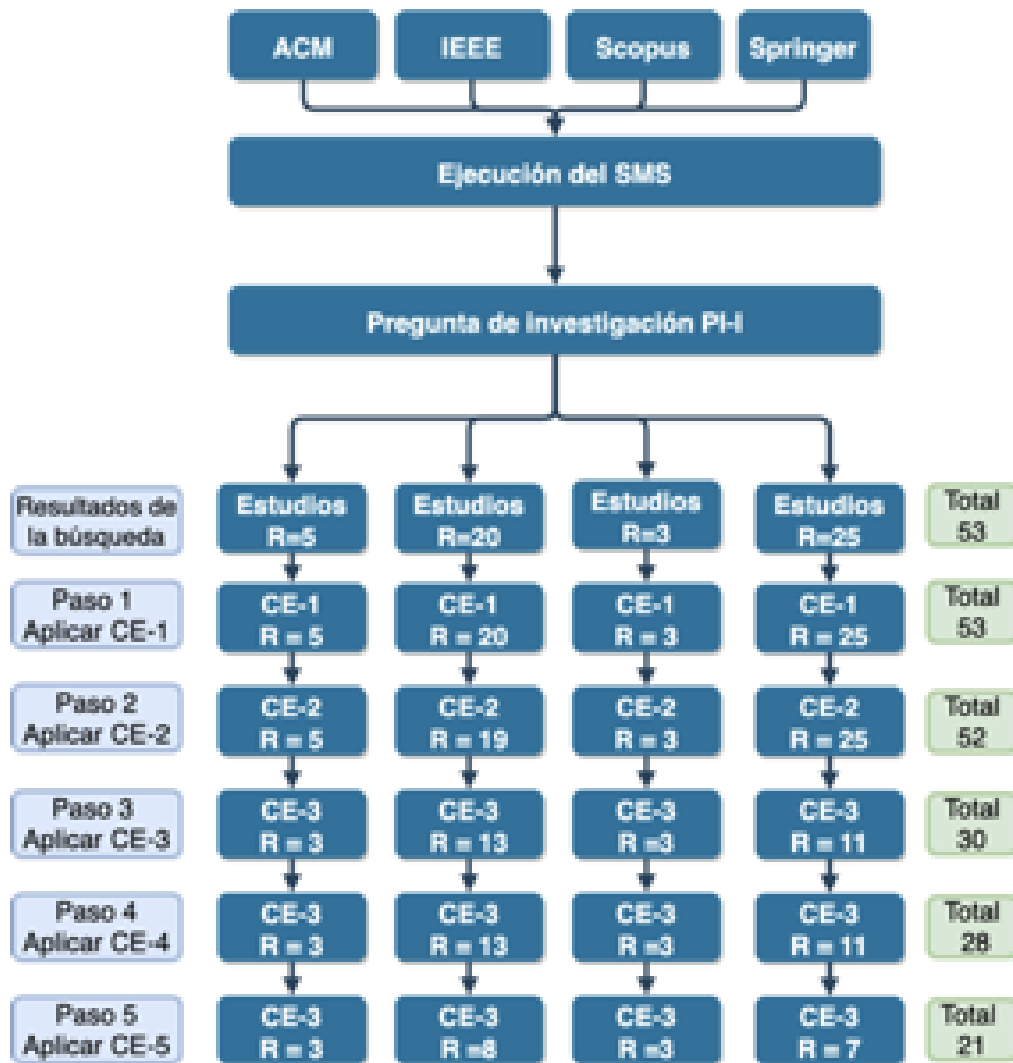 ACM
IEEE
Scopus
Springer
Ejecución del SMS
Pregunta de investigación PI-I
Resultados de
la búsqueda
Estudios
R=5
Estudios
R=20
Estudios
R=3
Estudios
R=25
Total
53
Paso 1
Aplicar CE-1
CE-1
R = 5
CE-1
R = 20
CE-1
R = 3
CE-1
R = 25
Total
53
Paso 2
Aplicar CE-2
CE-2
R = 5
CE-2
R = 19
CE-2
R = 3
CE-2
R = 25
Total
52
Paso 3
Aplicar CE-3
CE-3
R = 3
CE-3
R = 13
CE-3
R =3
CE-3
R = 11
Total
30
Paso 4
Aplicar CE-4
CE-3
R = 3
CE-3
R = 13
CE-3
R =3
CE-3
R = 11
Total
28
Paso 5
Aplicar CE-5
CE-3
R = 3
CE-3
R =8
CE-3
R =3
CE-3
R = 7
Total
21